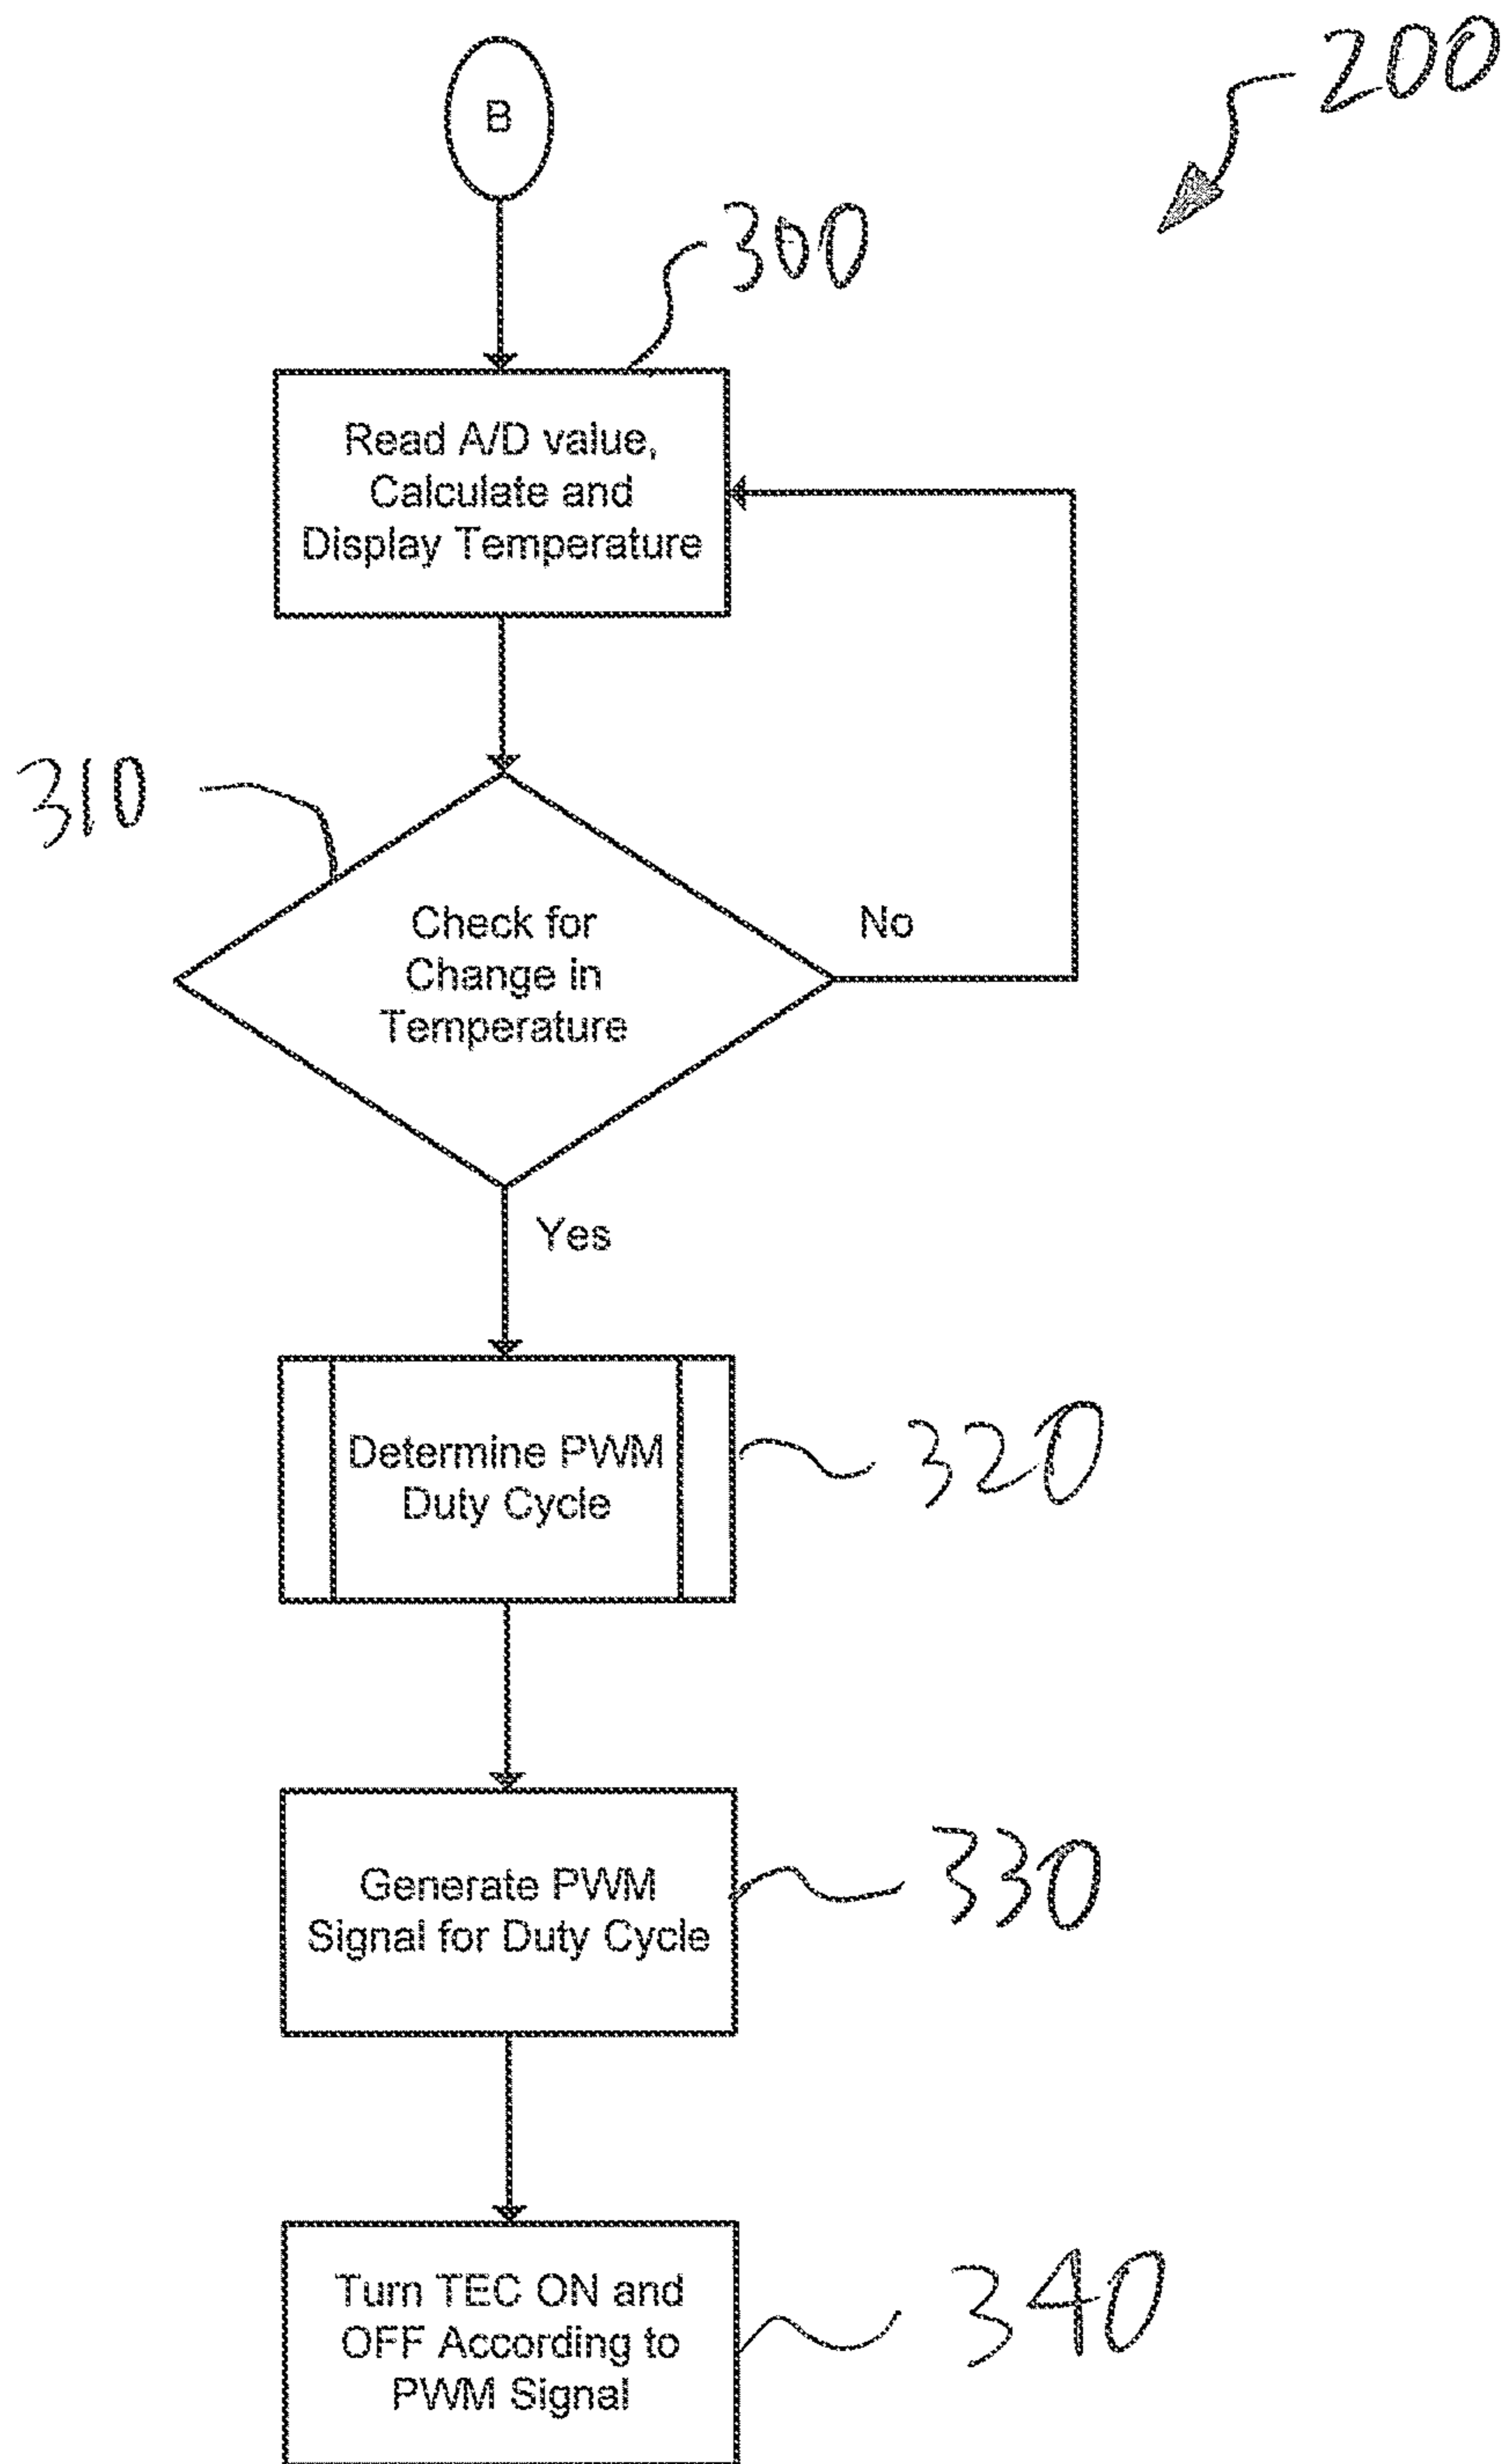 200
B
300
Read A/D value,
Calculate and
Display Temperature
310
Check for
Change in
Temperature
No
Yes
Determine PWM
Duty Cycle
320
Generate PWM
Signal for Duty Cycle
330
Turn TEC ON and
OFF According to
PWM Signal
340